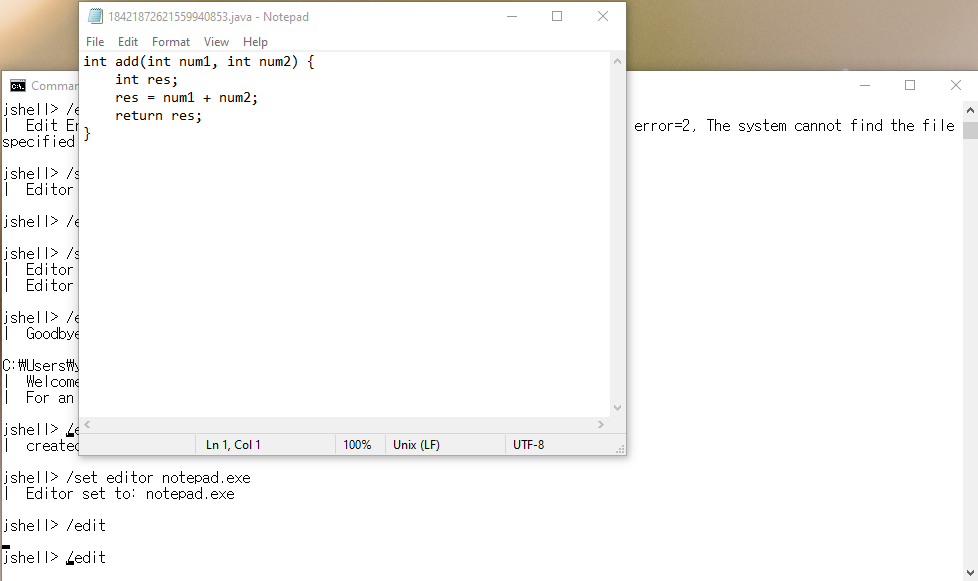 18421872621559940853.java - Notepad
File Edit Format View Help
int add(int num1, int num2) {
    int res;
    res = num1 + num2;
    return res;
}
Ln 1, Col 1 100% Unix (LF) UTF-8
jshell> /e
| Edit Er
error=2, The system cannot find the file
specified
jshell> /s
| Editor
jshell> /e
jshell> /s
| Editor
| Editor
jshell> /e
| Goodbye
C:₩Users₩y
| Welcome
| For an
jshell> /e
| created
jshell> /set editor notepad.exe
| Editor set to: notepad.exe
jshell> /edit
jshell> /edit